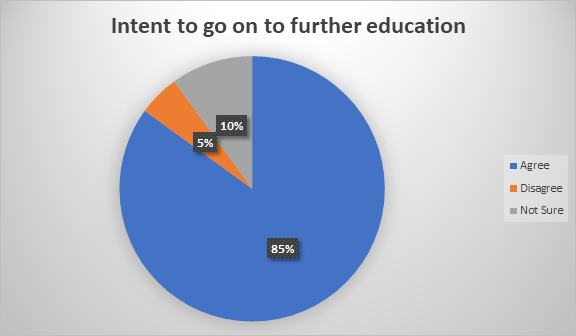 Intent to go on to further education
10%
5%
85%
Agree
Disagree
Not Sure